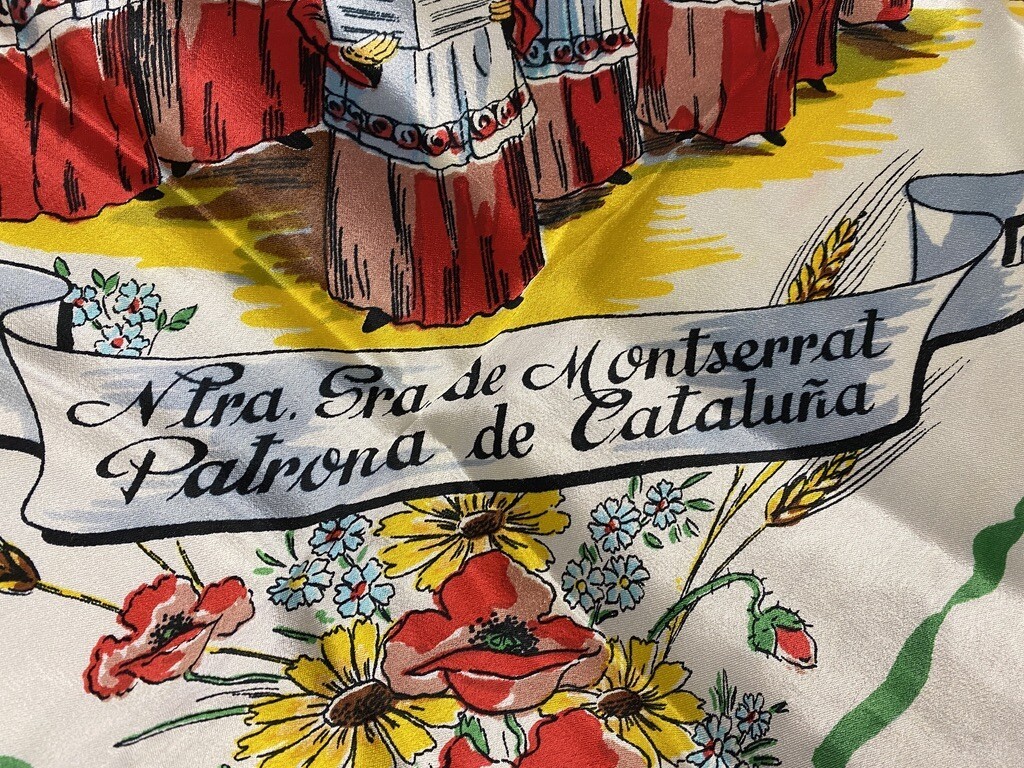 Ntra. Sra de Montserrat
Patrona de Cataluña